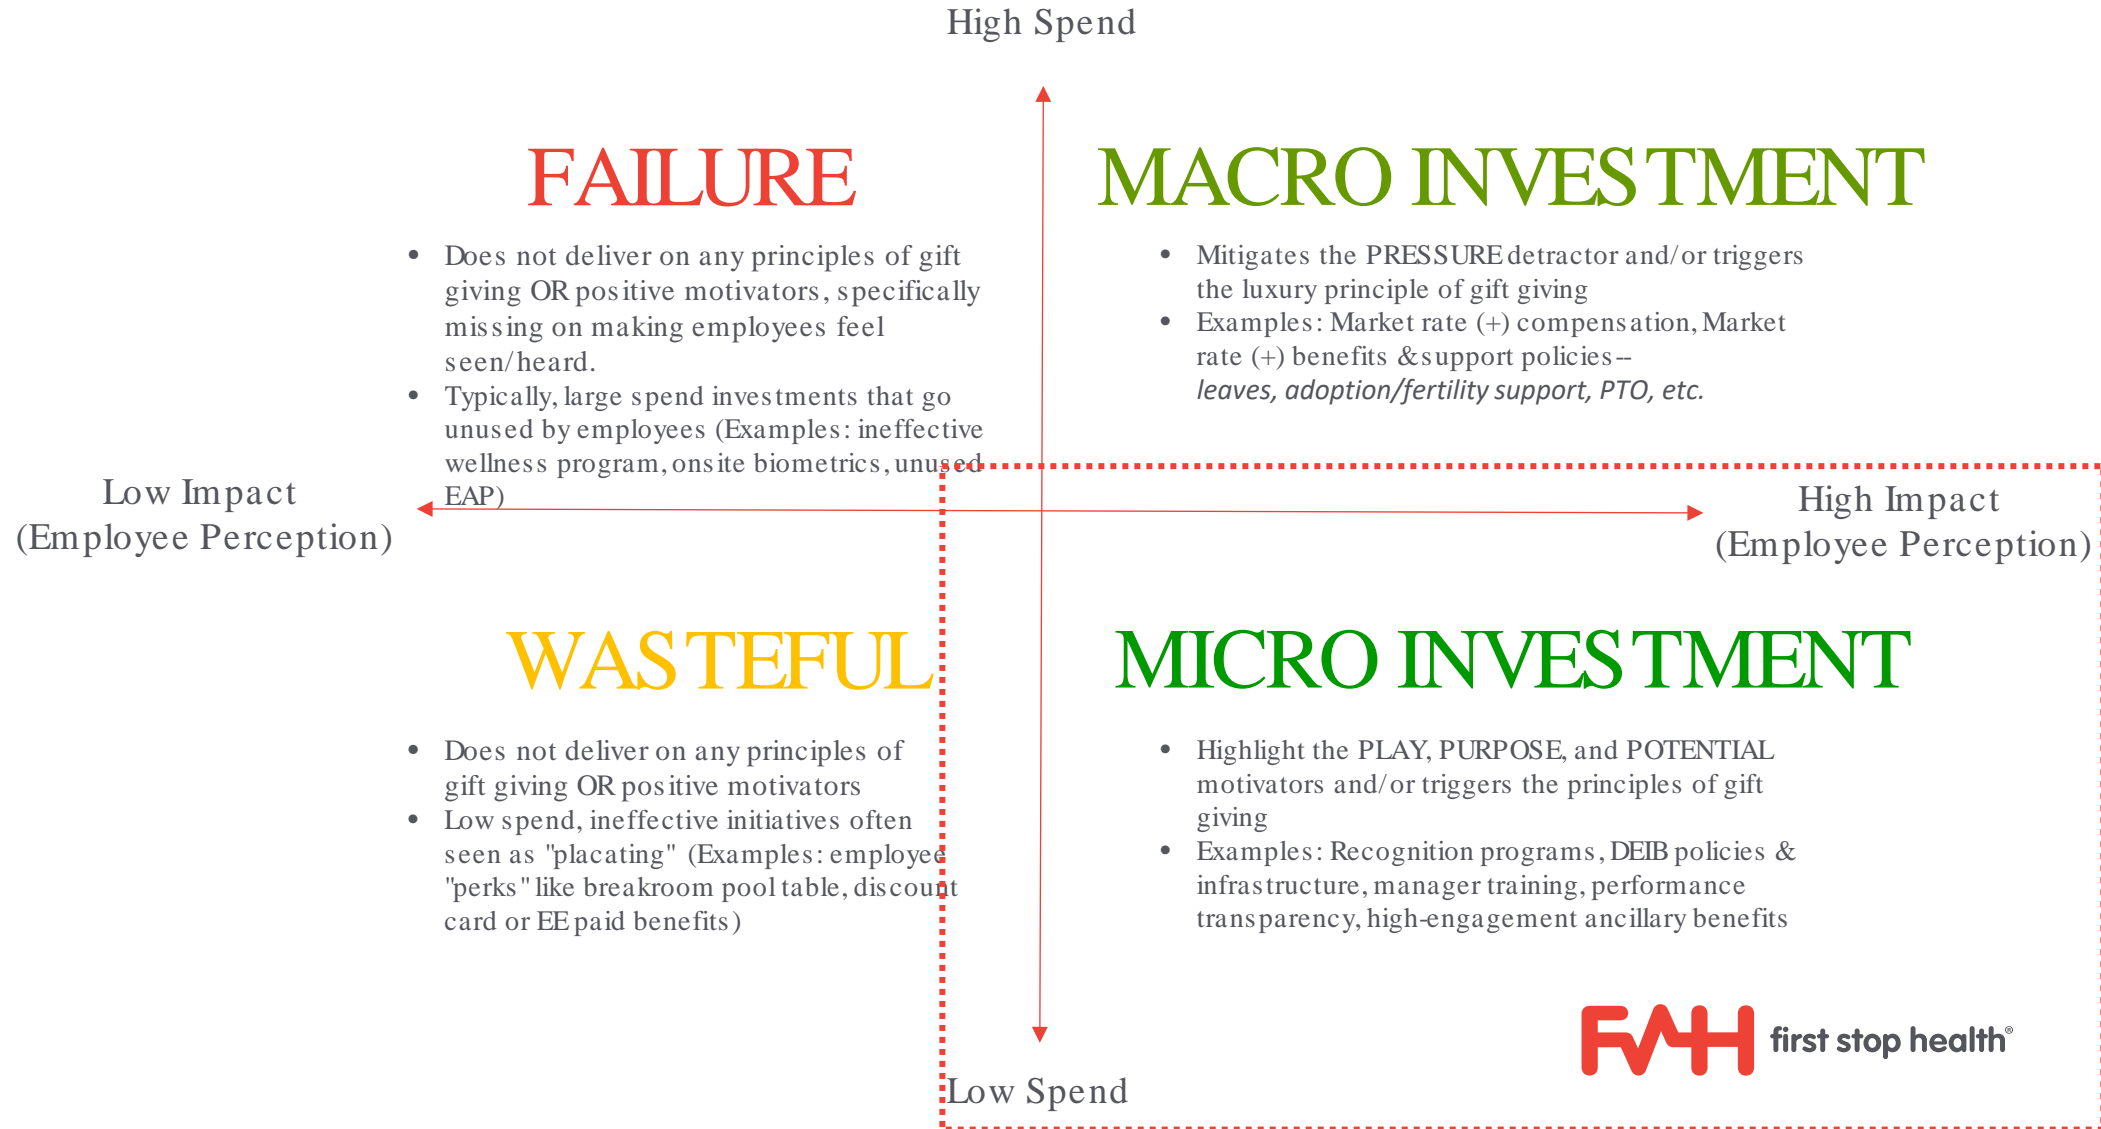 High Spend
FAILURE
• Does not deliver on any principles of gift
giving OR positive motivators, specifically
missing on making employees feel
seen/heard.
• Typically, large spend investments that go
unused by employees (Examples: ineffective
wellness program, onsite biometrics, unused
EAP)
MACRO INVESTMENT
• Mitigates the PRESSURE detractor and/or triggers
the luxury principle of gift giving
• Examples: Market rate (+) compensation, Market
rate (+) benefits & support policies--
leaves, adoption/fertility support, PTO, etc.
Low Impact
(Employee Perception)
High Impact
(Employee Perception)
WASTEFUL
• Does not deliver on any principles of
gift giving OR positive motivators
• Low spend, ineffective initiatives often
seen as "placating" (Examples: employee
"perks" like breakroom pool table, discount
card or EE paid benefits)
MICRO INVESTMENT
• Highlight the PLAY, PURPOSE, and POTENTIAL
motivators and/or triggers the principles of gift
giving
• Examples: Recognition programs, DEIB policies &
infrastructure, manager training, performance
transparency, high-engagement ancillary benefits
first stop health®
Low Spend